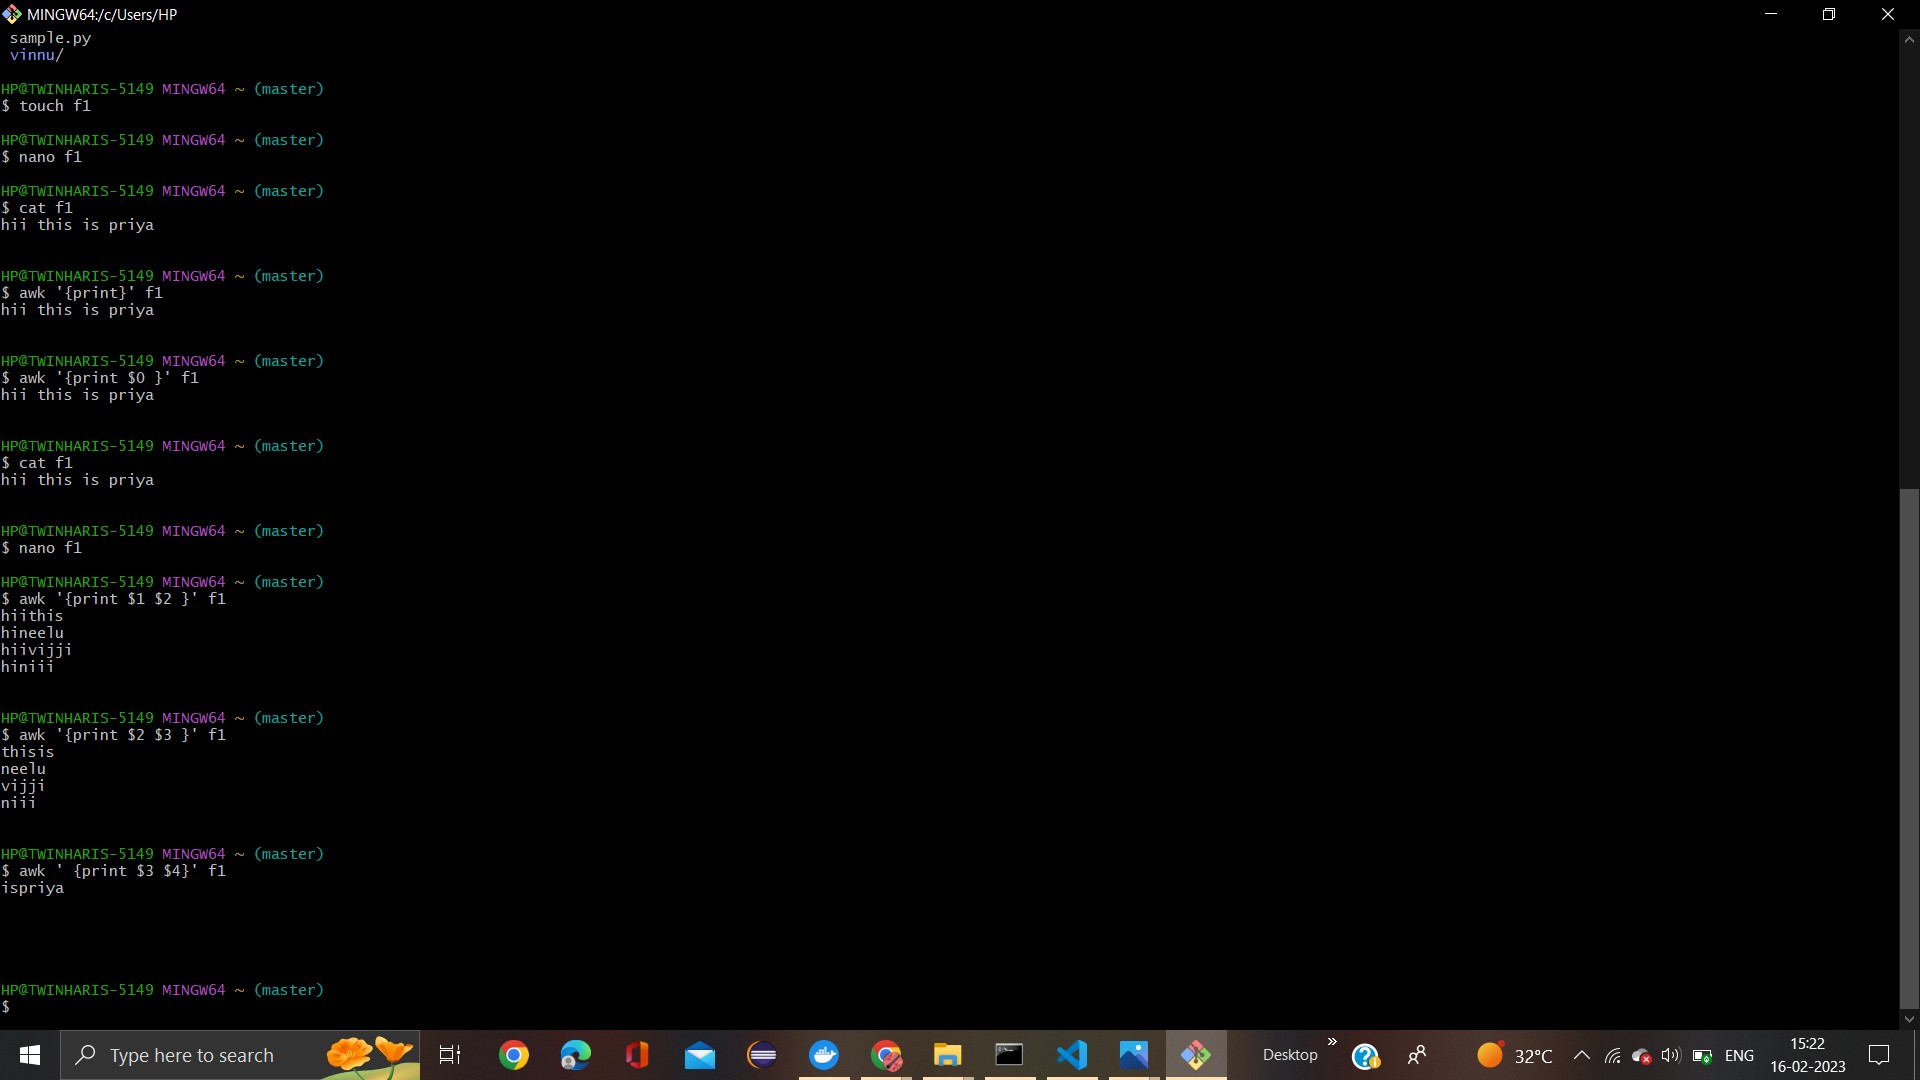 MINGW64:/c/Users/HP
sample.py
vinnu/
HP@TWINHARIS-5149 MINGW64 ~ (master)
$ touch f1
HP@TWINHARIS-5149 MINGW64 ~ (master)
$ nano f1
HP@TWINHARIS-5149 MINGW64 ~ (master)
$ cat f1
hii this is priya
HP@TWINHARIS-5149 MINGW64 ~ (master)
$ awk '{print}' f1
hii this is priya
HP@TWINHARIS-5149 MINGW64 ~ (master)
$ awk '{print $0 }' f1
hii this is priya
HP@TWINHARIS-5149 MINGW64 ~ (master)
$ cat f1
hii this is priya
HP@TWINHARIS-5149 MINGW64 ~ (master)
$ nano f1
HP@TWINHARIS-5149 MINGW64 ~ (master)
$ awk '{print $1 $2 }' f1
hiithis
hineelu
hiivijji
hiniii
HP@TWINHARIS-5149 MINGW64 ~ (master)
$ awk '{print $2 $3 }' f1
thisis
neelu
vijji
niii
HP@TWINHARIS-5149 MINGW64 ~ (master)
$ awk ' {print $3 $4}' f1
ispriya
HP@TWINHARIS-5149 MINGW64 ~ (master)
$
Type here to search
Desktop
32°C
ENG
15:22
16-02-2023